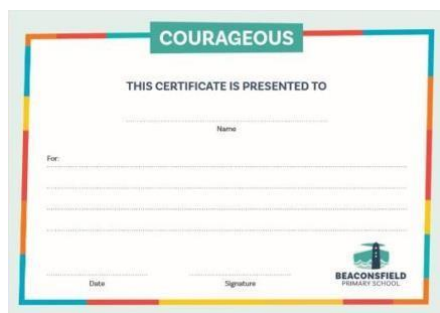 COURAGEOUS
THIS CERTIFICATE IS PRESENTED TO
Name
For:
Date
Signature
BEACONSFIELD
PRIMARY SCHOOL